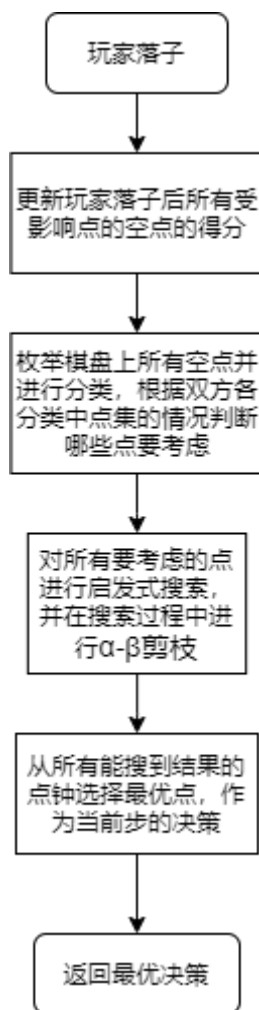 玩家落子
更新玩家落子后所有受
影响点的空点的得分
枚举棋盘上所有空点并
进行分类，根据双方各
分类中点集的情况判断
哪些点要考虑
对所有要考虑的点
进行启发式搜索，
并在搜索过程中进
行α-β剪枝
从所有能搜到结果的
点钟选择最优点，作
为当前步的决策
返回最优决策